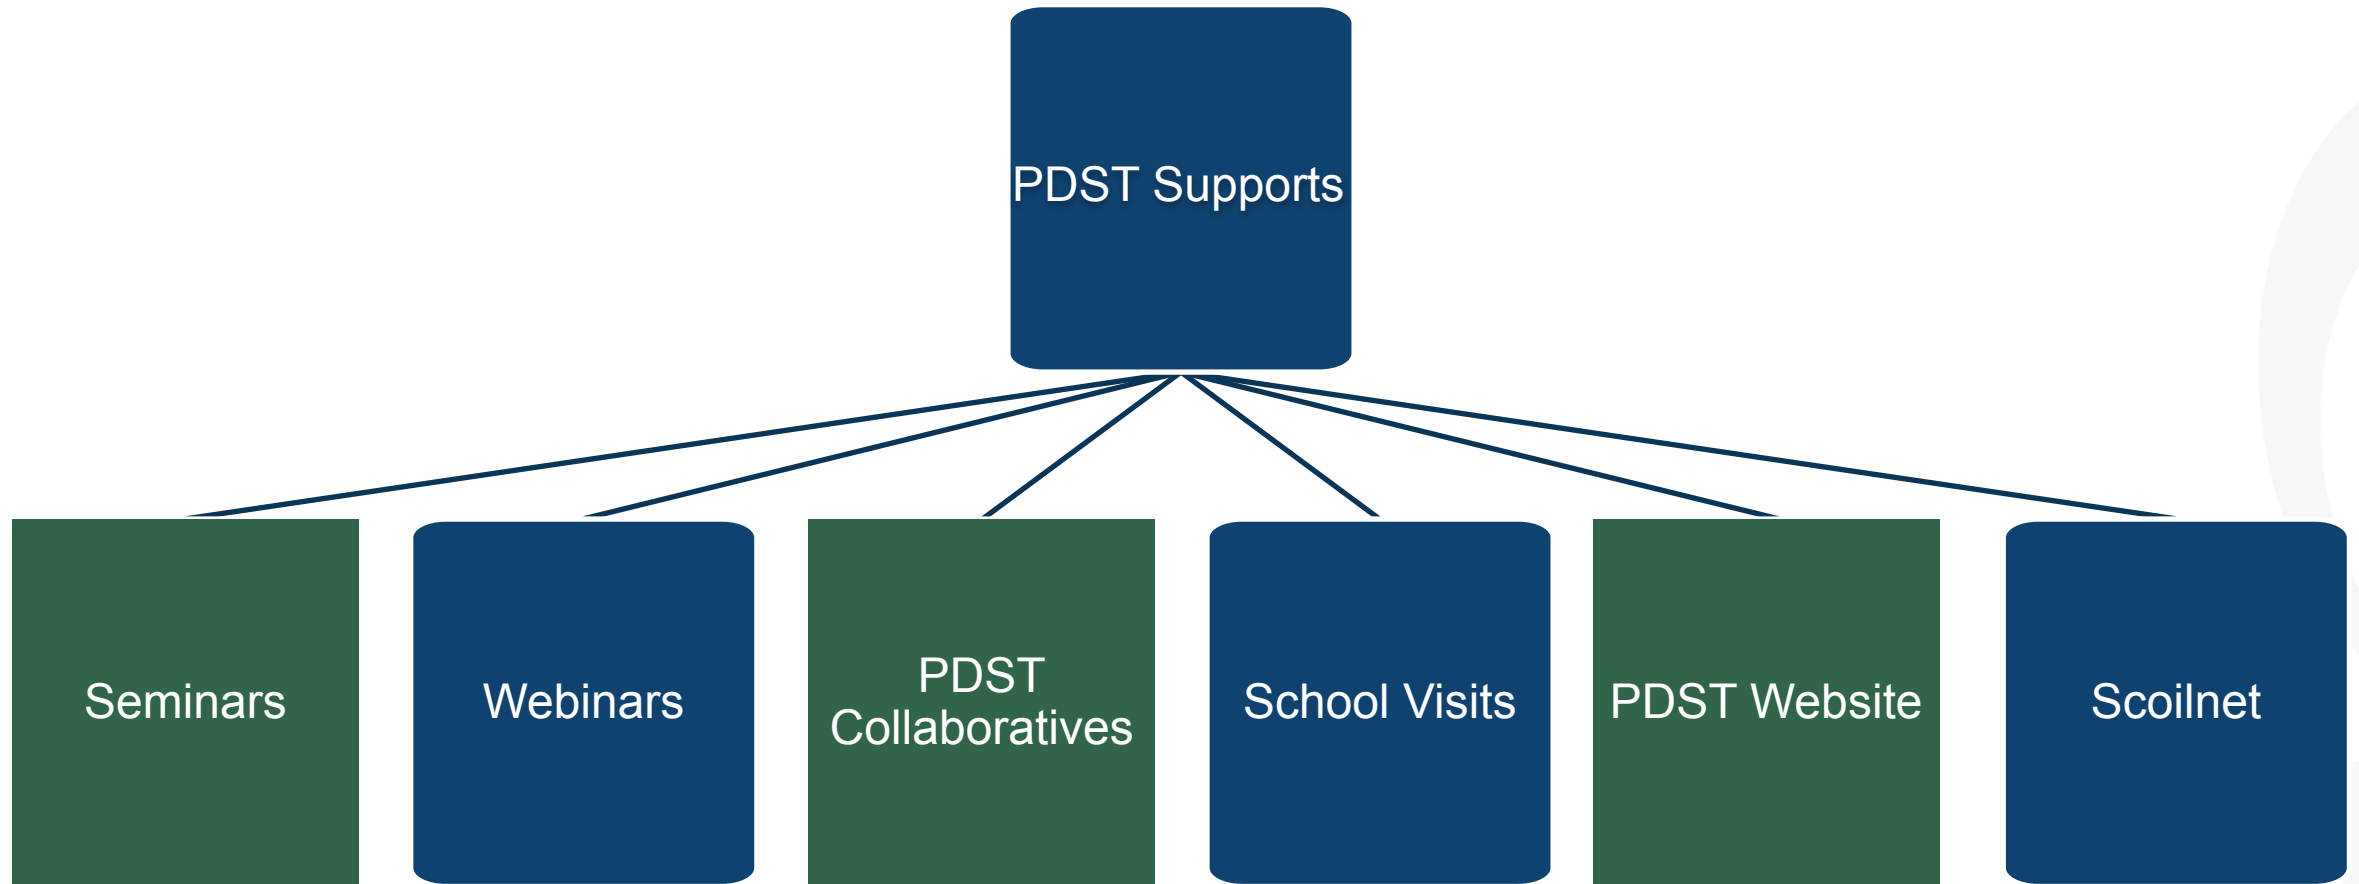 PDST Supports
Seminars
Webinars
PDST
Collaboratives
School Visits
PDST Website
Scoilnet